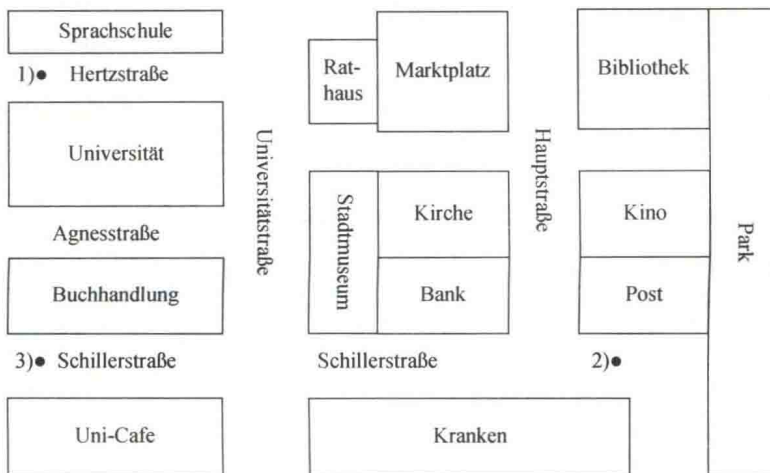 Sprachschule
1)● Hertzstraße
Universität
Agnesstraße
Buchhandlung
3)● Schillerstraße
Uni-Cafe
Universitätstraße
Rat-
haus
Marktplatz
Stadtmuseum
Kirche
Bank
Schillerstraße
Kranken
Hauptstraße
Bibliothek
Kino
Post
2)●
Park